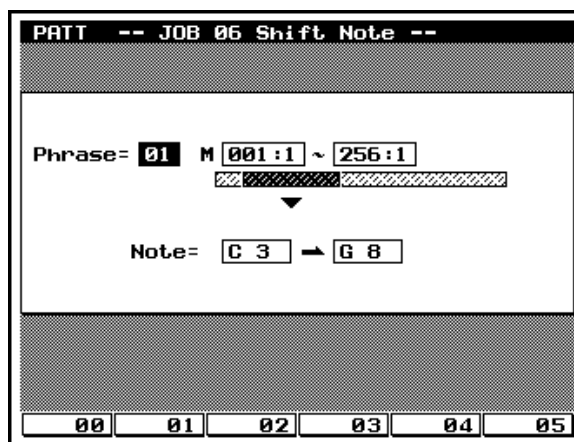 PATT -- JOB 06 Shift Note --
Phrase= 01 M 001:1 ~ 256:1
Note= C 3 → G 8
00 01 02 03 04 05